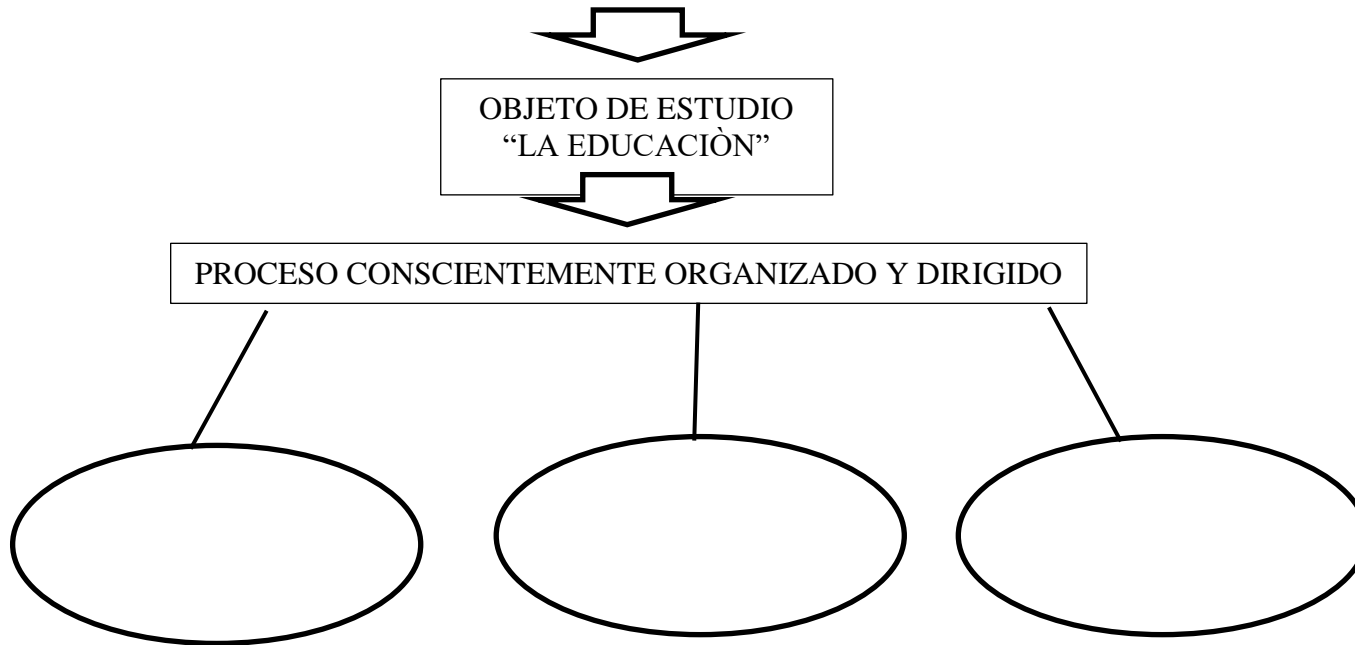 OBJETO DE ESTUDIO
“LA EDUCACIÒN”
PROCESO CONSCIENTEMENTE ORGANIZADO Y DIRIGIDO